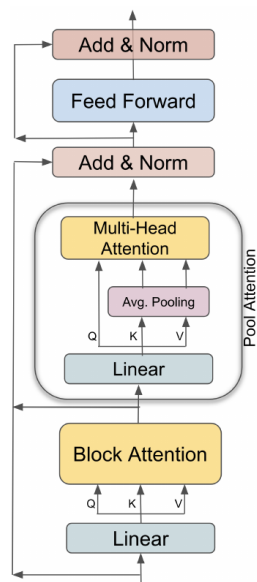 Add & Norm
Feed Forward
Add & Norm
Multi-Head
Attention
Avg. Pooling
Q K V
Linear
Pool Attention
Block Attention
Q K V
Linear